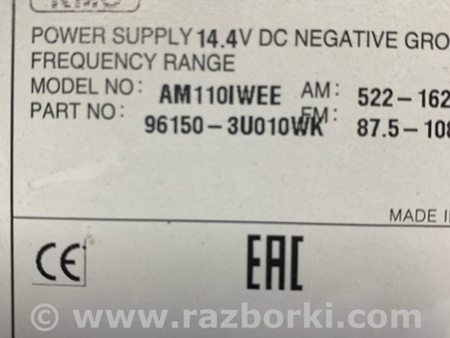 POWER SUPPLY 14.4V DC NEGATIVE GRO
FREQUENCY RANGE
MODEL NO: AM110IWEE AM: 522-162
PART NO: 96150-3U010WK FM: 87.5-108
MADE I
CE EAC
© www.razborki.com